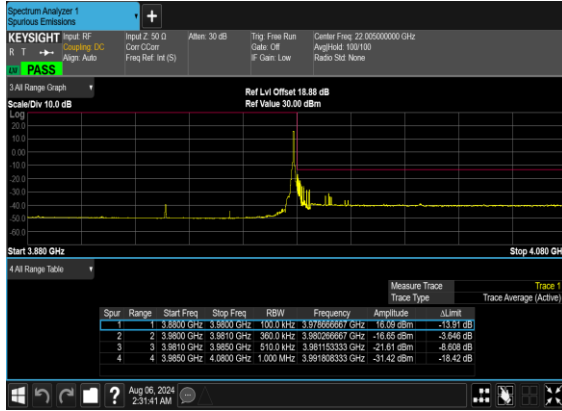 Spectrum Analyzer 1
Spurious Emissions
KEYSIGHT Input: RF Input Z: 50 Ω Atten: 30 dB Trig: Free Run Center Freq: 22.005000000 GHz
R T Coupling: DC Corr CCorr Gate: Off Avg|Hold: 100/100
Align: Auto Freq Ref: Int (S) IF Gain: Low Radio Std: None
PASS
3 All Range Graph
Ref Lvl Offset 18.88 dB
Scale/Div 10.0 dB Ref Value 30.00 dBm
Log
20.0
10.0
0.00
-10.0
-20.0
-30.0
-40.0
-50.0
-60.0
Start 3.880 GHz Stop 4.080 GH
4 All Range Table
Measure Trace Trace 1
Trace Type Trace Average (Active)
Spur Range Start Freq Stop Freq RBW Frequency Amplitude ΔLimit
1 1 3.8800 GHz 3.9800 GHz 100.0 kHz 3.978666667 GHz 16.09 dBm -13.91 dB
2 2 3.9800 GHz 3.9810 GHz 360.0 kHz 3.980266667 GHz -16.65 dBm -3.646 dB
3 3 3.9810 GHz 3.9850 GHz 510.0 kHz 3.981153333 GHz -21.61 dBm -8.608 dB
4 4 3.9850 GHz 4.0800 GHz 1.000 MHz 3.991808333 GHz -31.42 dBm -18.42 dB
?
Aug 06, 2024
2:31:41 AM